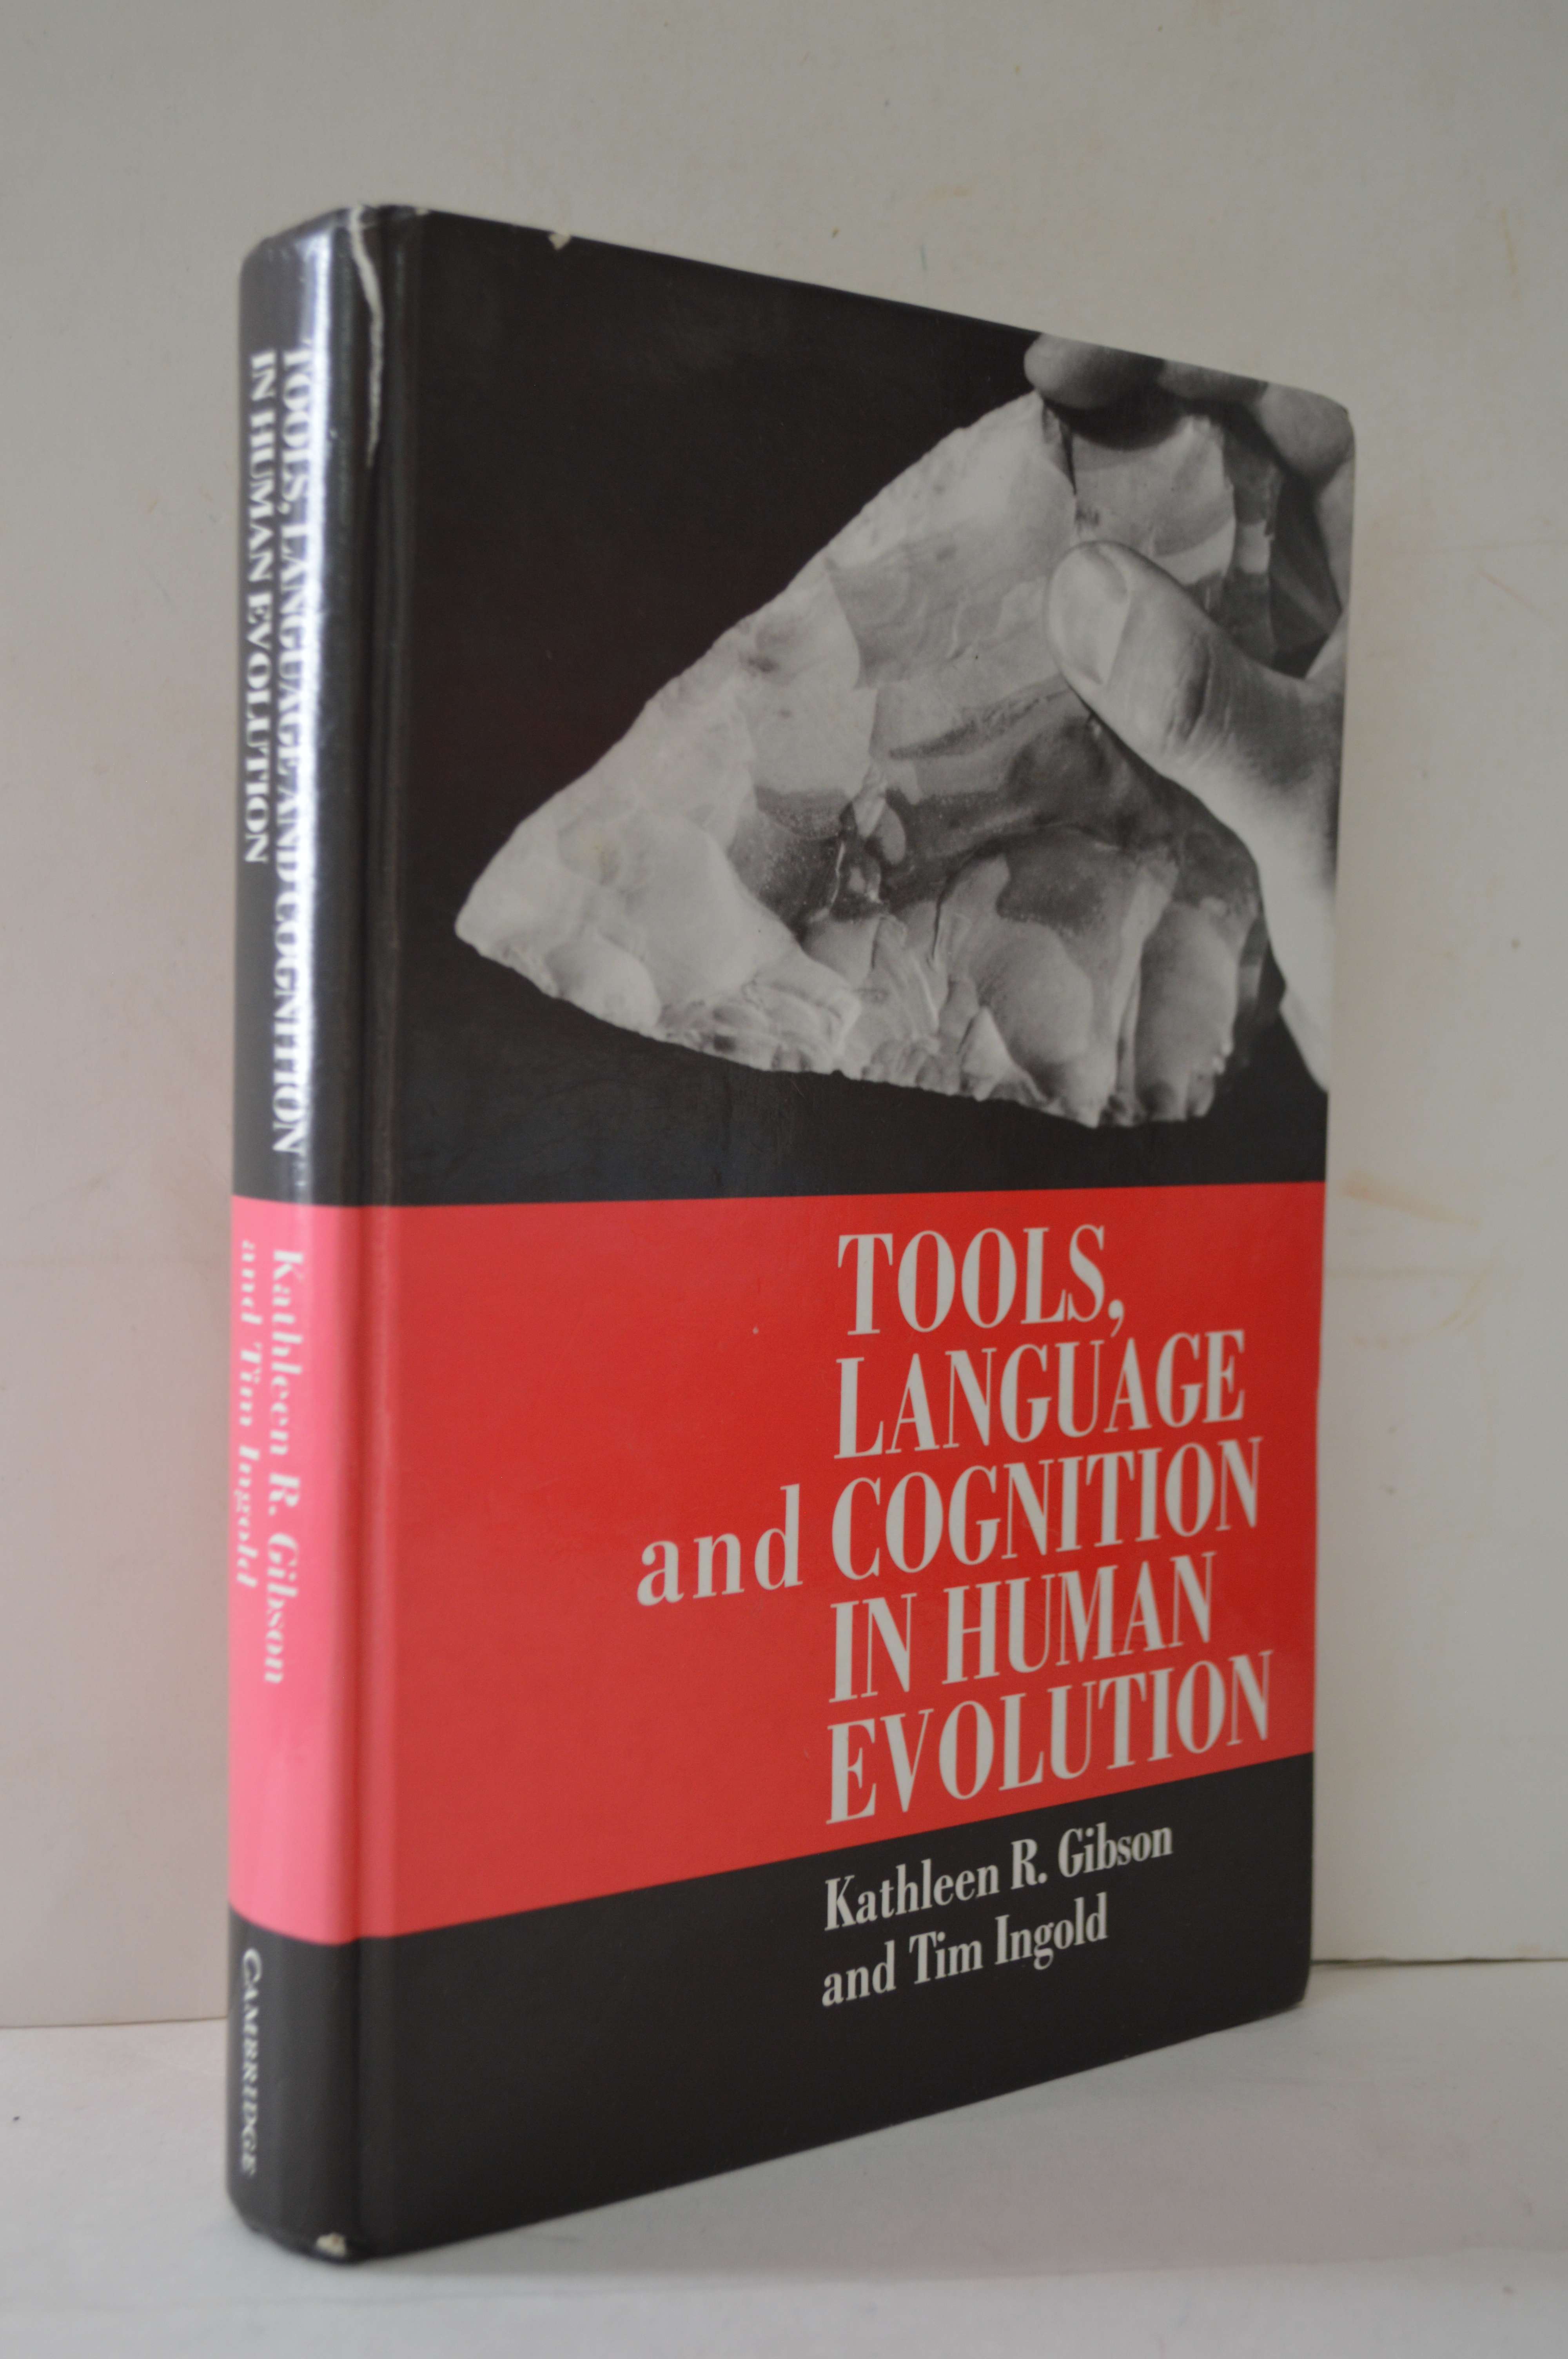 TOOLS, LANGUAGE AND COGNITION
IN HUMAN EVOLUTION
Kathleen R. Gibson
and Tim Ingold
CAMBRIDGE
TOOLS,
LANGUAGE
and COGNITION
IN HUMAN
EVOLUTION
Kathleen R. Gibson
and Tim Ingold